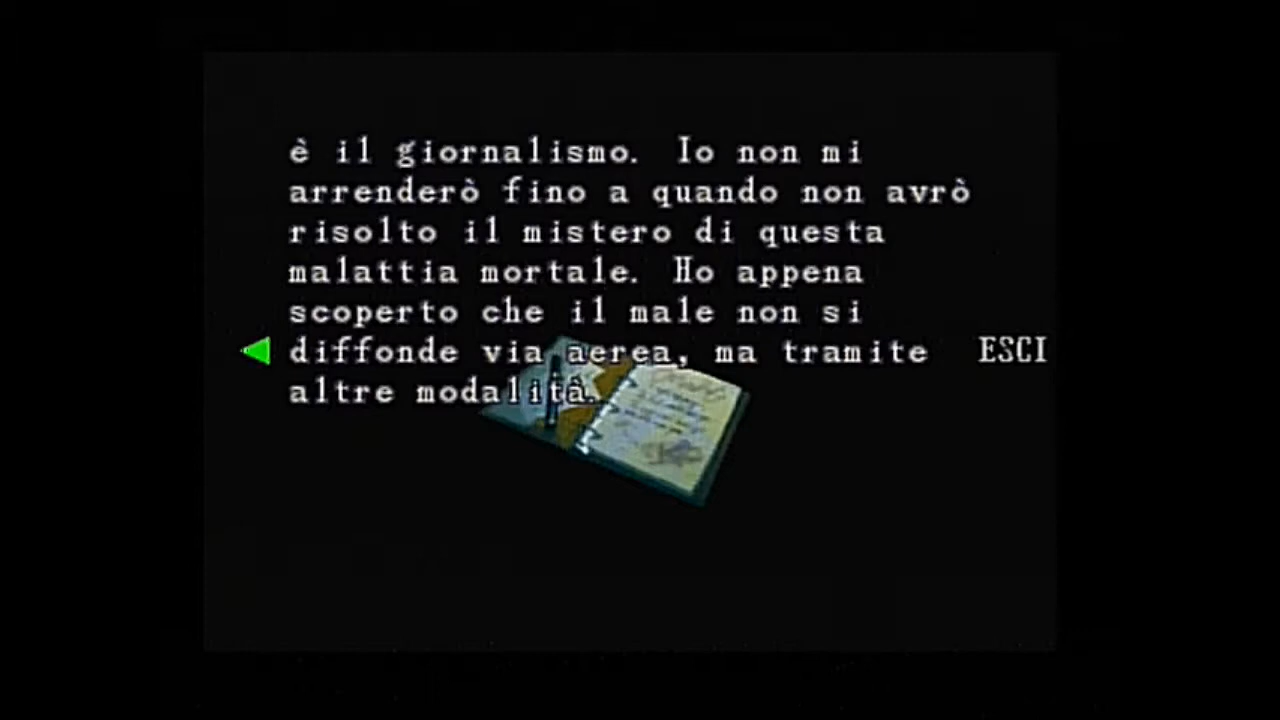 è il giornalismo. Io non mi
arrenderò fino a quando non avrò
risolto il mistero di questa
malattia mortale. Ho appena
scoperto che il male non si
diffonde via aerea, ma tramite
ESCI
altre modalità.